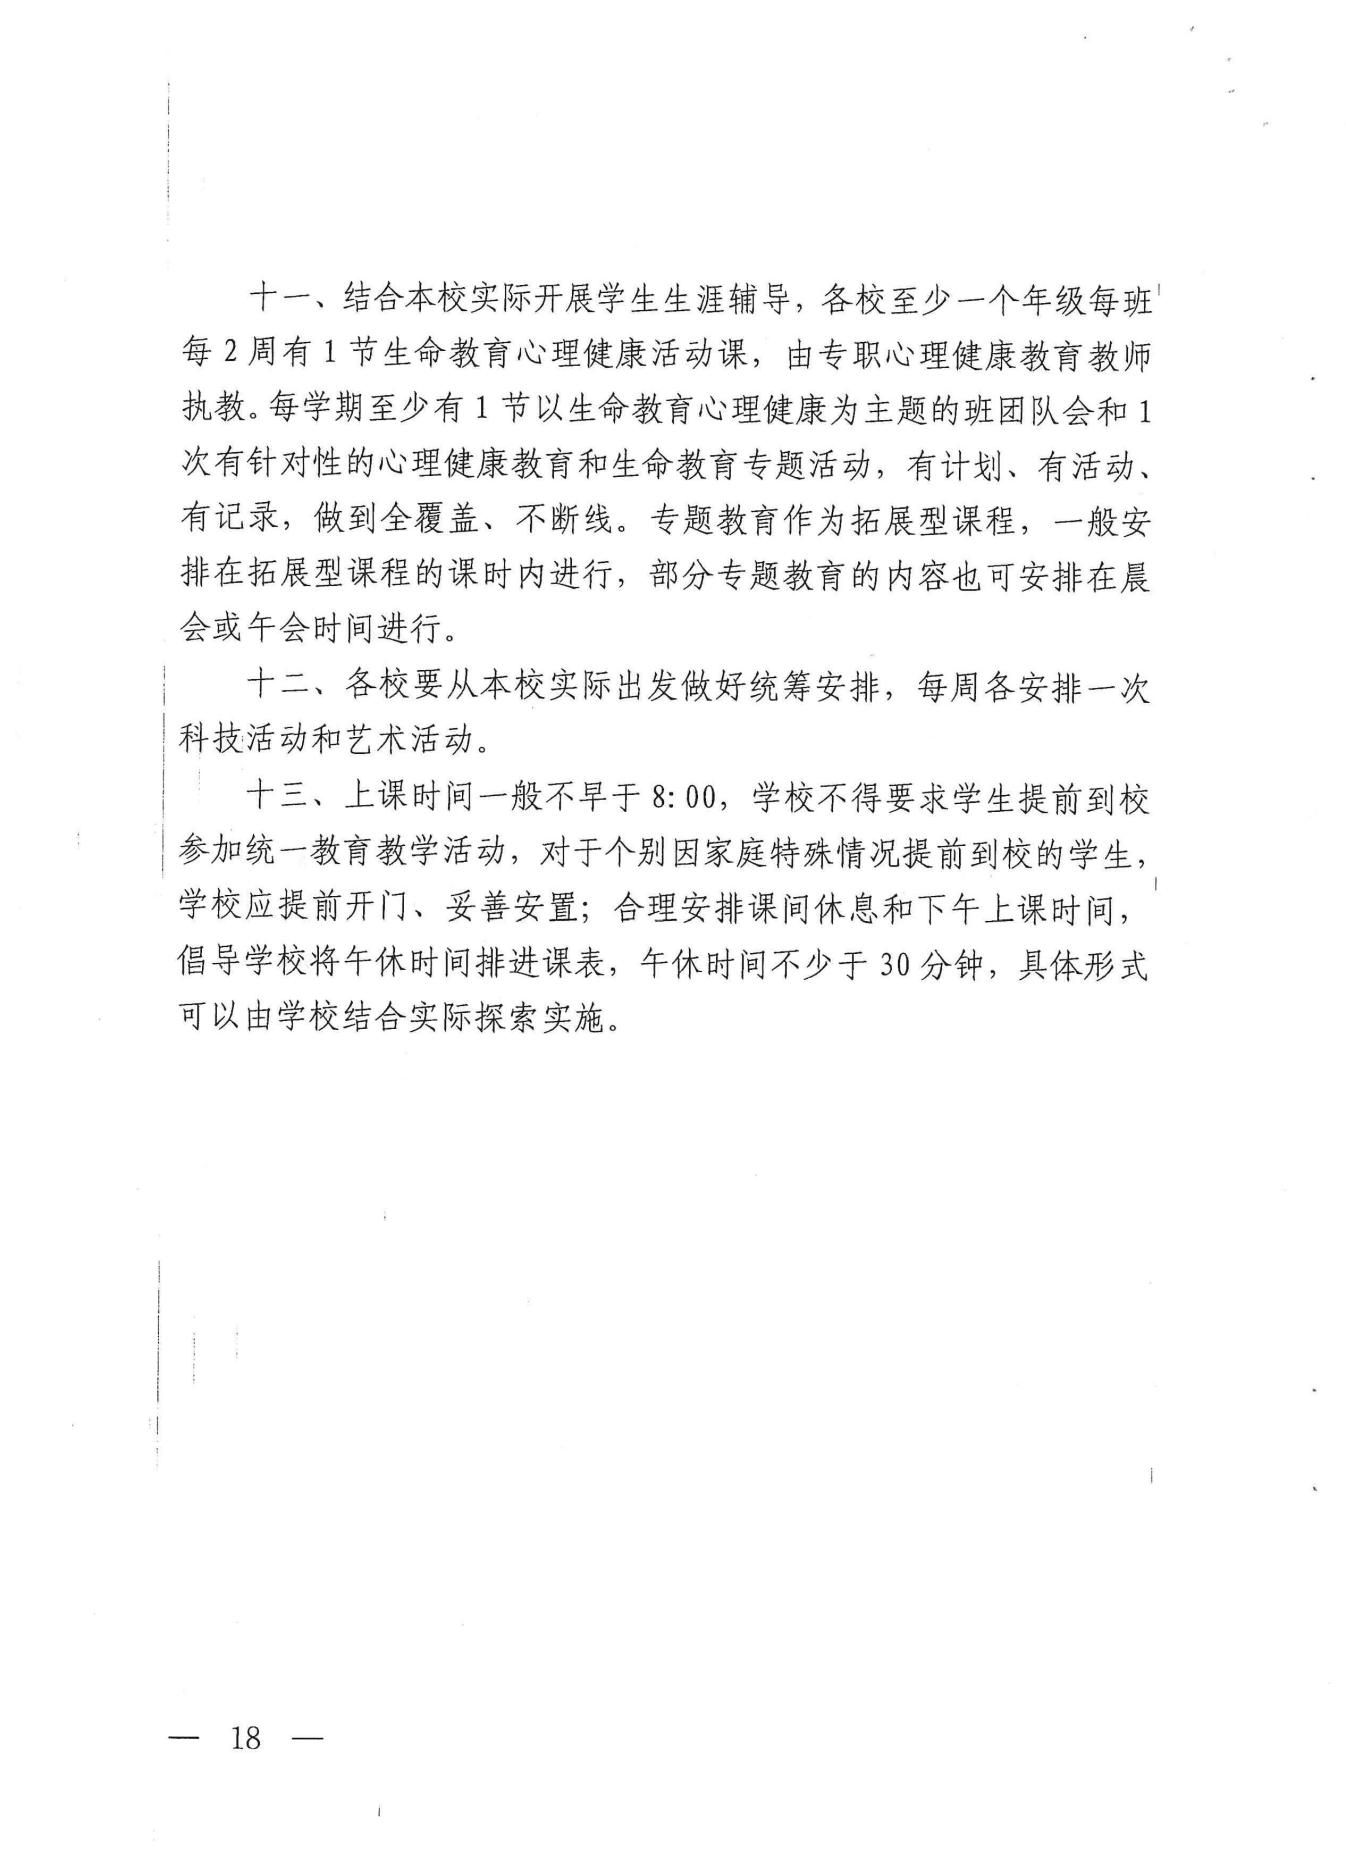 十一、结合本校实际开展学生生涯辅导，各校至少一个年级每班
每2周有1节生命教育心理健康活动课，由专职心理健康教育教师
执教。每学期至少有1节以生命教育心理健康为主题的班团队会和1
次有针对性的心理健康教育和生命教育专题活动，有计划、有活动、
有记录，做到全覆盖、不断线。专题教育作为拓展型课程，一般安
排在拓展型课程的课时内进行，部分专题教育的内容也可安排在晨
会或午会时间进行。
十二、各校要从本校实际出发做好统筹安排，每周各安排一次
科技活动和艺术活动。
十三、上课时间一般不早于8:00，学校不得要求学生提前到校
参加统一教育教学活动，对于个别因家庭特殊情况提前到校的学生，
学校应提前开门、妥善安置；合理安排课间休息和下午上课时间，
倡导学校将午休时间排进课表，午休时间不少于30分钟，具体形式
可以由学校结合实际探索实施。
— 18 —